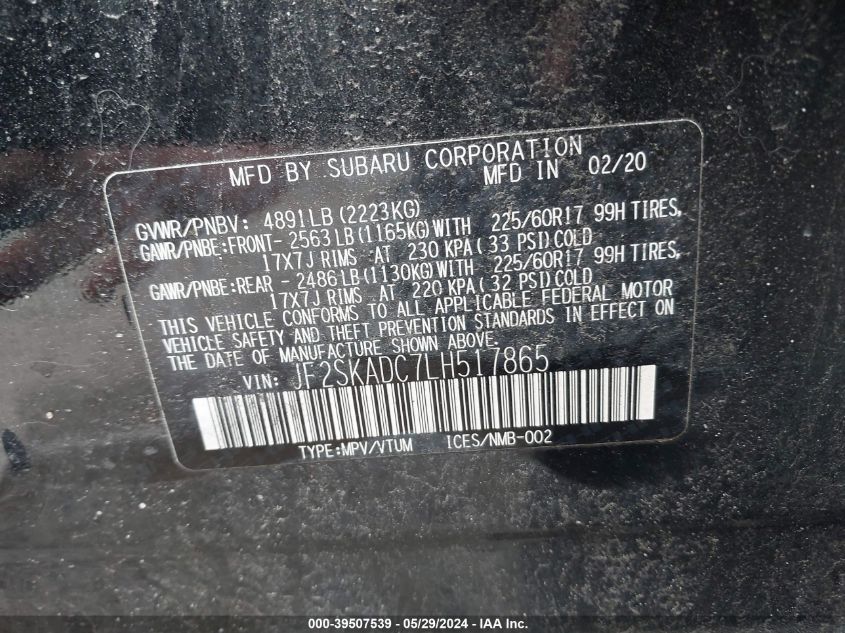 MFD BY SUBARU CORPORATION
MFD IN 02/20
GVWR/PNBV: 4891LB(2223KG)
GAWR/PNBE:FRONT- 2563LB(1165KG)WITH 225/60R17 99H TIRES,
17X7J RIMS AT 230 KPA( 33 PSI)COLD
GAWR/PNBE:REAR - 2486LB(1130KG)WITH 225/60R17 99H TIRES,
17X7J RIMS AT 220 KPA( 32 PSI)COLD
THIS VEHICLE CONFORMS TO ALL APPLICABLE FEDERAL MOTOR
VEHICLE SAFETY AND THEFT PREVENTION STANDARDS IN EFFECT ON
THE DATE OF MANUFACTURE SHOWN ABOVE.
VIN: JF2SKADC7LH517865
TYPE:MPV/VTUM ICES/NMB-002
000-39507539 - 05/29/2024 - IAA Inc.